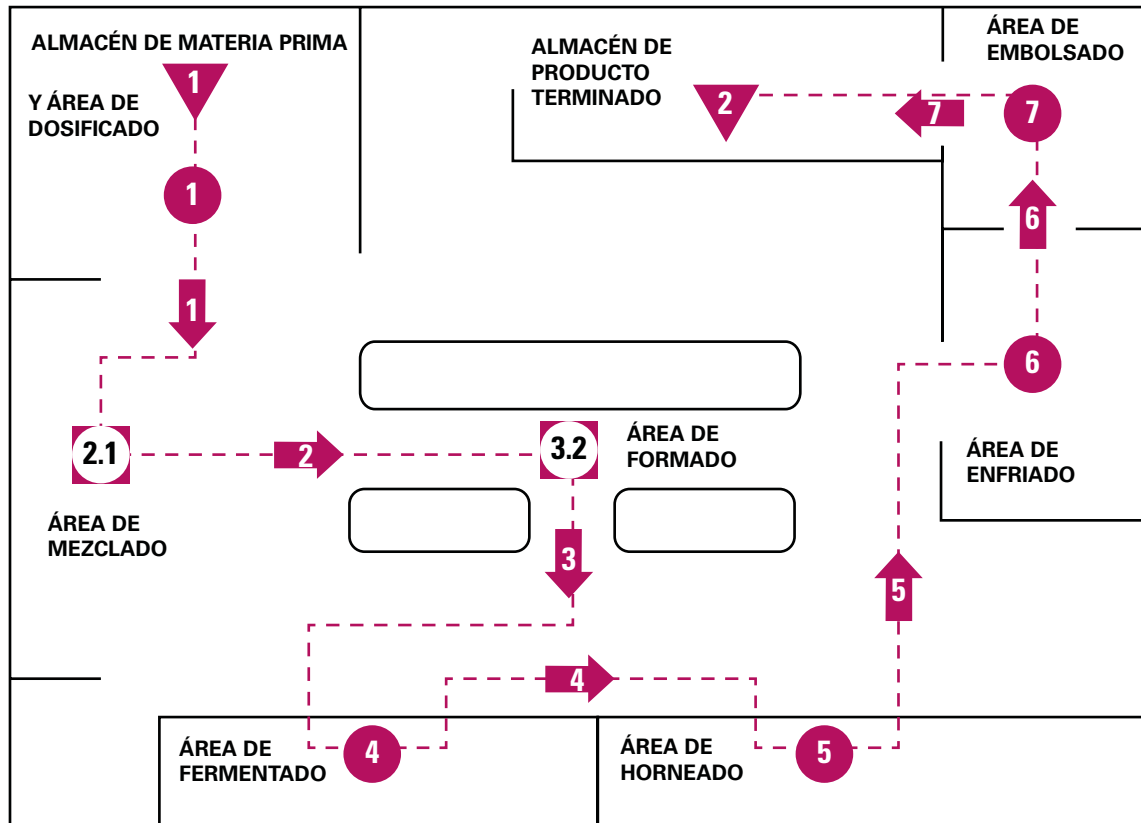 ALMACÉN DE MATERIA PRIMA
1
Y ÁREA DE
DOSIFICADO
1
1
ALMACÉN DE
PRODUCTO
TERMINADO
2
7
ÁREA DE
EMBOLSADO
7
6
6
ÁREA DE
ENFRIADO
2.1
2
3.2
ÁREA DE
FORMADO
ÁREA DE
MEZCLADO
3
5
4
ÁREA DE
FERMENTADO
4
ÁREA DE
HORNEADO
5